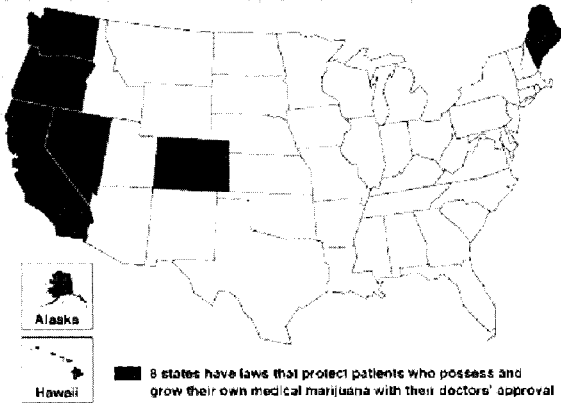 Alaska
Hawaii
8 states have laws that protect patients who possess and
grow their own medical marijuana with their doctors' approval